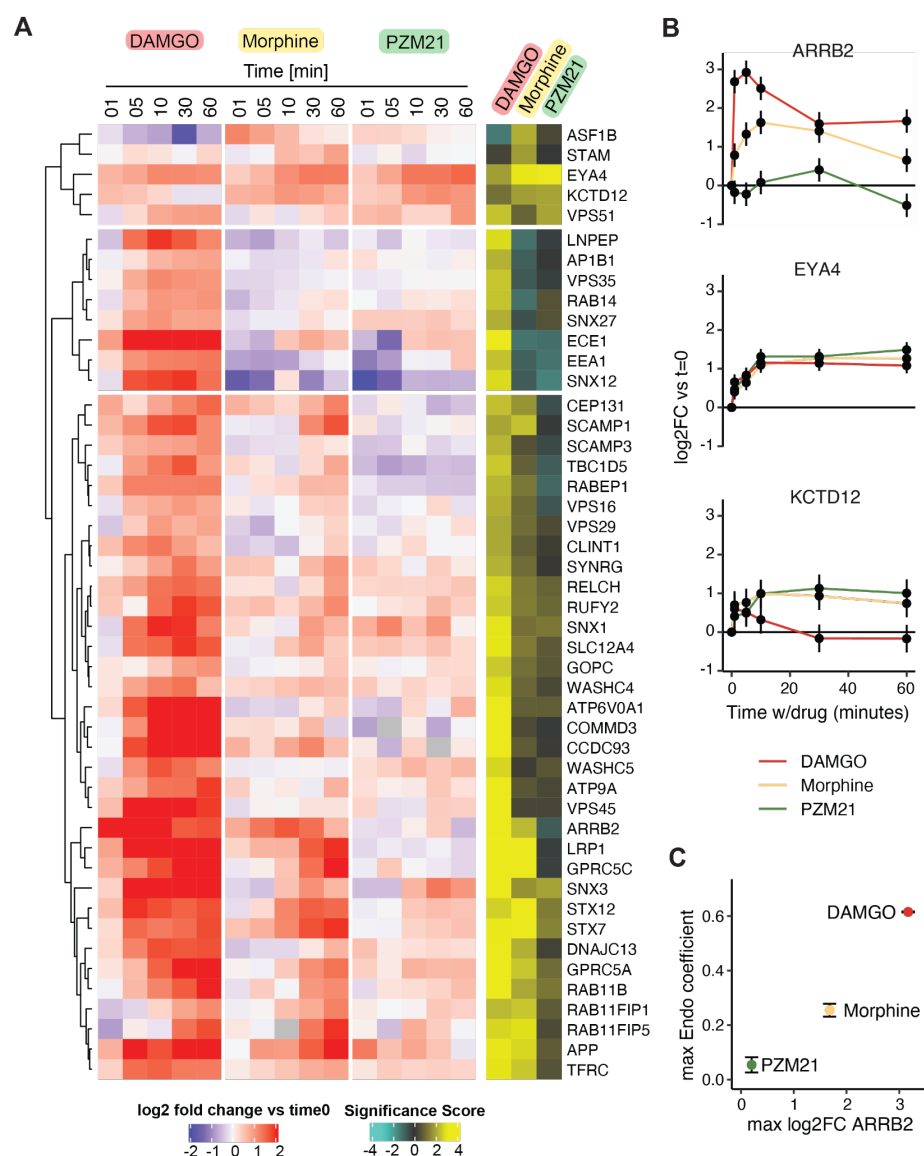 A
DAMGO Morphine PZM21
Time [min]
01 05 10 30 60 01 05 10 30 60 01 05 10 30 60
DAMGO Morphine PZM21
ASF1B
STAM
EYA4
KCTD12
VPS51
LNPEP
AP1B1
VPS35
RAB14
SNX27
ECE1
EEA1
SNX12
CEP131
SCAMP1
SCAMP3
TBC1D5
RABEP1
VPS16
VPS29
CLINT1
SYNRG
RELCH
RUFY2
SNX1
SLC12A4
GOPC
WASHC4
ATP6V0A1
COMMD3
CCDC93
WASHC5
ATP9A
VPS45
ARRB2
LRP1
GPRC5C
SNX3
STX12
STX7
DNAJC13
GPRC5A
RAB11B
RAB11FIP1
RAB11FIP5
APP
TFRC
log2 fold change vs time0
-2 -1 0 1 2
Significance Score
-4 -2 0 2 4
B
ARRB2
3
2
1
0
-1
EYA4
3
2
1
0
-1
log2FC vs t=0
KCTD12
3
2
1
0
-1
0 20 40 60
Time w/drug (minutes)
DAMGO
Morphine
PZM21
C
max Endo coefficient
0.6
0.4
0.2
0.0
DAMGO
Morphine
PZM21
0 1 2 3
max log2FC ARRB2